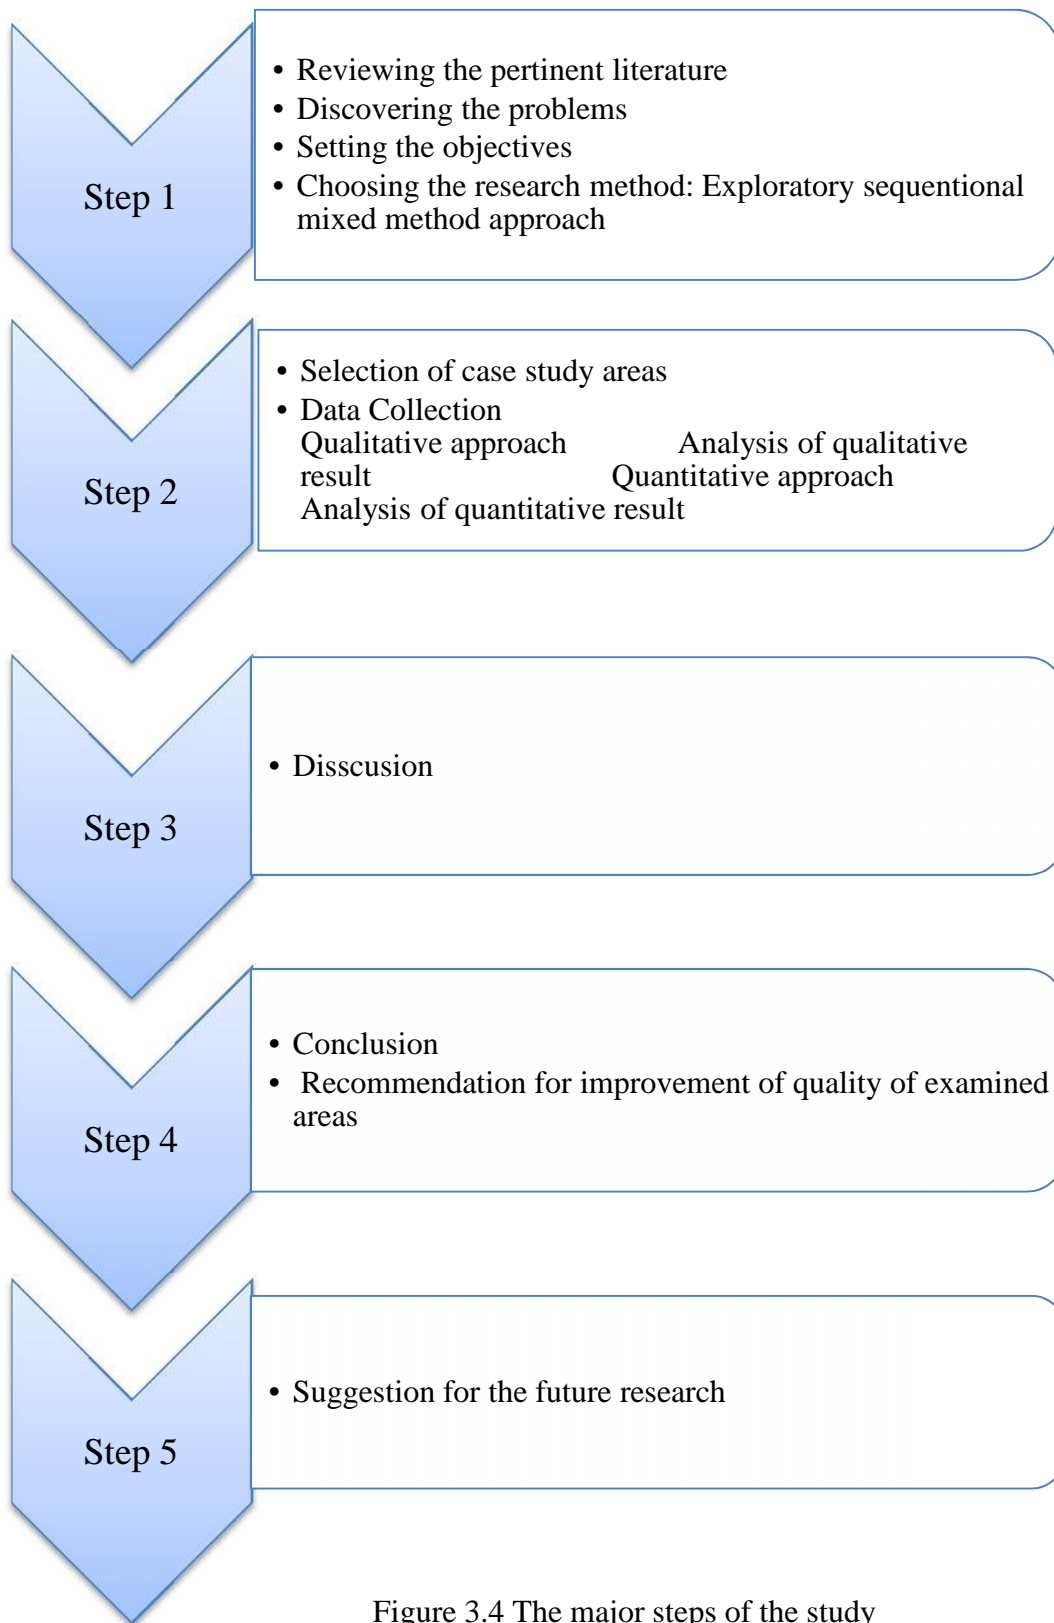 • Reviewing the pertinent literature
• Discovering the problems
• Setting the objectives
• Choosing the research method: Exploratory sequentional
mixed method approach
Step 1
• Selection of case study areas
• Data Collection
Qualitative approach Analysis of qualitative
result Quantitative approach
Analysis of quantitative result
Step 2
• Disscusion
Step 3
• Conclusion
• Recommendation for improvement of quality of examined
areas
Step 4
• Suggestion for the future research
Step 5
Figure 3.4 The major steps of the study